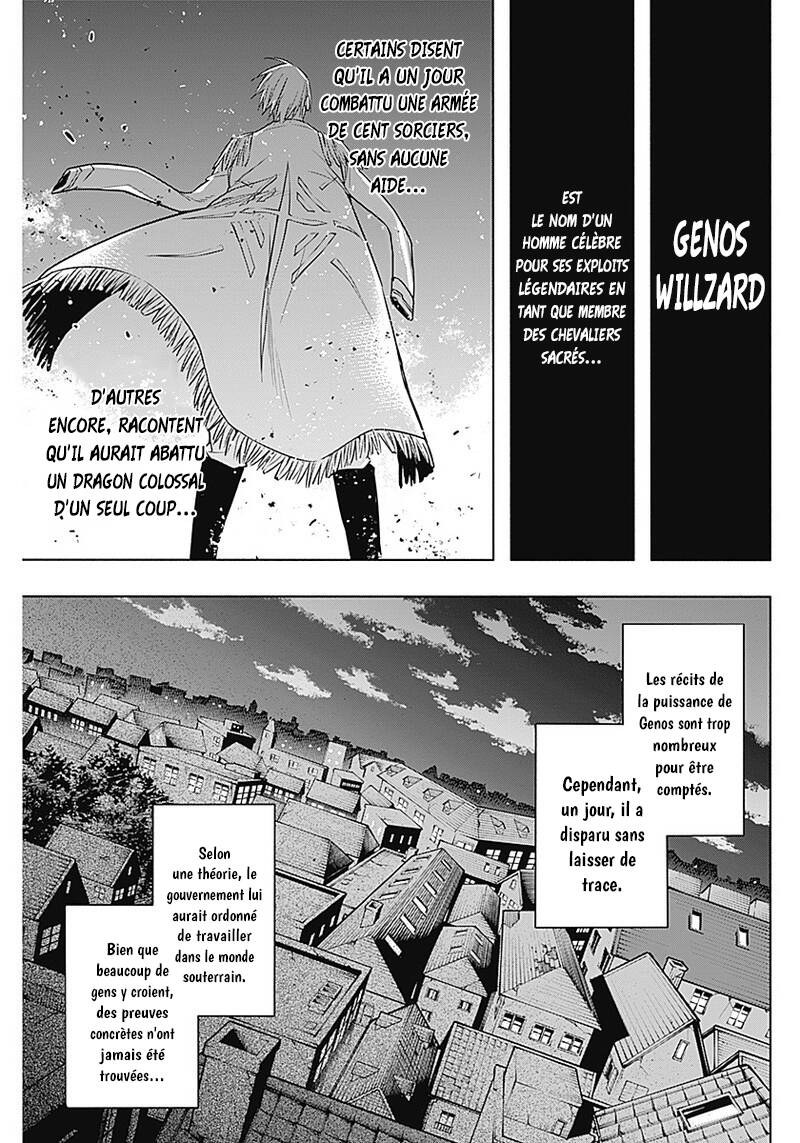 GENOS
WILLZARD
EST
LE NOM D'UN
HOMME CÉLÈBRE
POUR SES EXPLOITS
LÉGENDAIRES EN
TANT QUE MEMBRE
DES CHEVALIERS
SACRÉS...
CERTAINS DISENT
QU'IL A UN JOUR
COMBATTU UNE ARMÉE
DE CENT SORCIERS,
SANS AUCUNE
AIDE...
D'AUTRES
ENCORE, RACONTENT
QU'IL AURAIT ABATTU
UN DRAGON COLOSSAL
D'UN SEUL COUP...
Les récits de
la puissance de
Genos sont trop
nombreux
pour être
comptés.
Cependant,
un jour, il a
disparu sans
laisser de
trace.
Selon
une théorie, le
gouvernement lui
aurait ordonné
de travailler
dans le monde
souterrain.
Bien que
beaucoup de
gens y croient,
des preuves
concrètes n'ont
jamais été
trouvées...